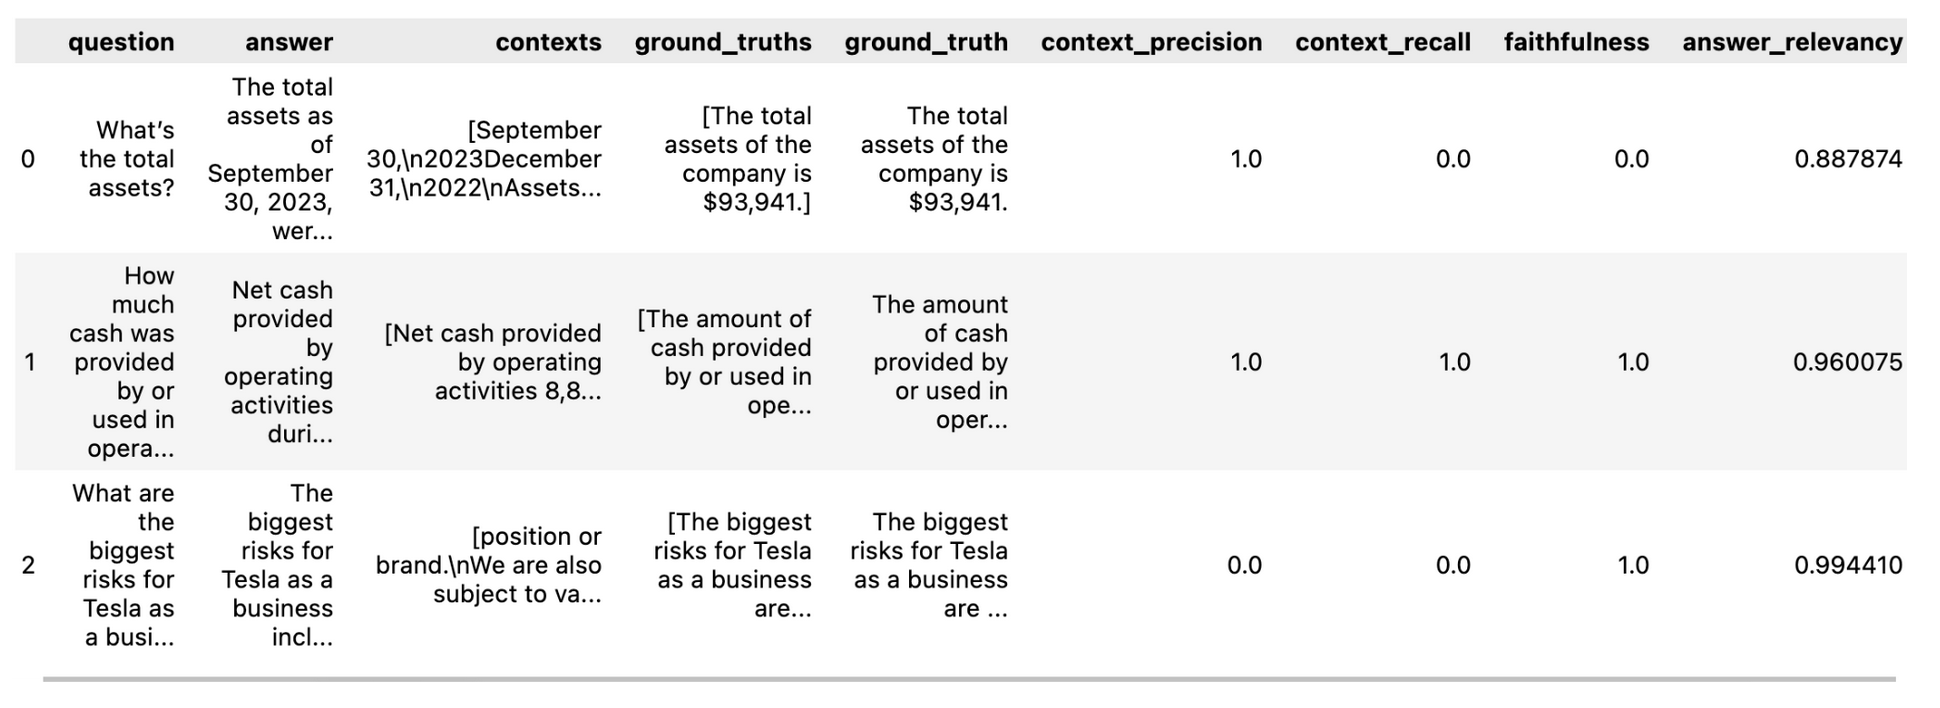 question answer contexts ground_truths ground_truth context_precision context_recall faithfulness answer_relevancy
0
What’s
the total
assets?
The total
assets as
of
September
30, 2023,
wer...
[September
30,\n2023December
31,\n2022\nAssets...
[The total
assets of the
company is
$93,941.]
The total
assets of the
company is
$93,941.
1.0
0.0
0.0
0.887874
1
How
much
cash was
provided
by or
used in
opera...
Net cash
provided
by
operating
activities
duri...
[Net cash provided
by operating
activities 8,8...
[The amount of
cash provided
by or used in
ope...
The amount
of cash
provided by
or used in
oper...
1.0
1.0
1.0
0.960075
2
What are
the
biggest
risks for
Tesla as
a busi...
The
biggest
risks for
Tesla as a
business
incl...
[position or
brand.\nWe are also
subject to va...
[The biggest
risks for Tesla
as a business
are...
The biggest
risks for Tesla
as a business
are ...
0.0
0.0
1.0
0.994410